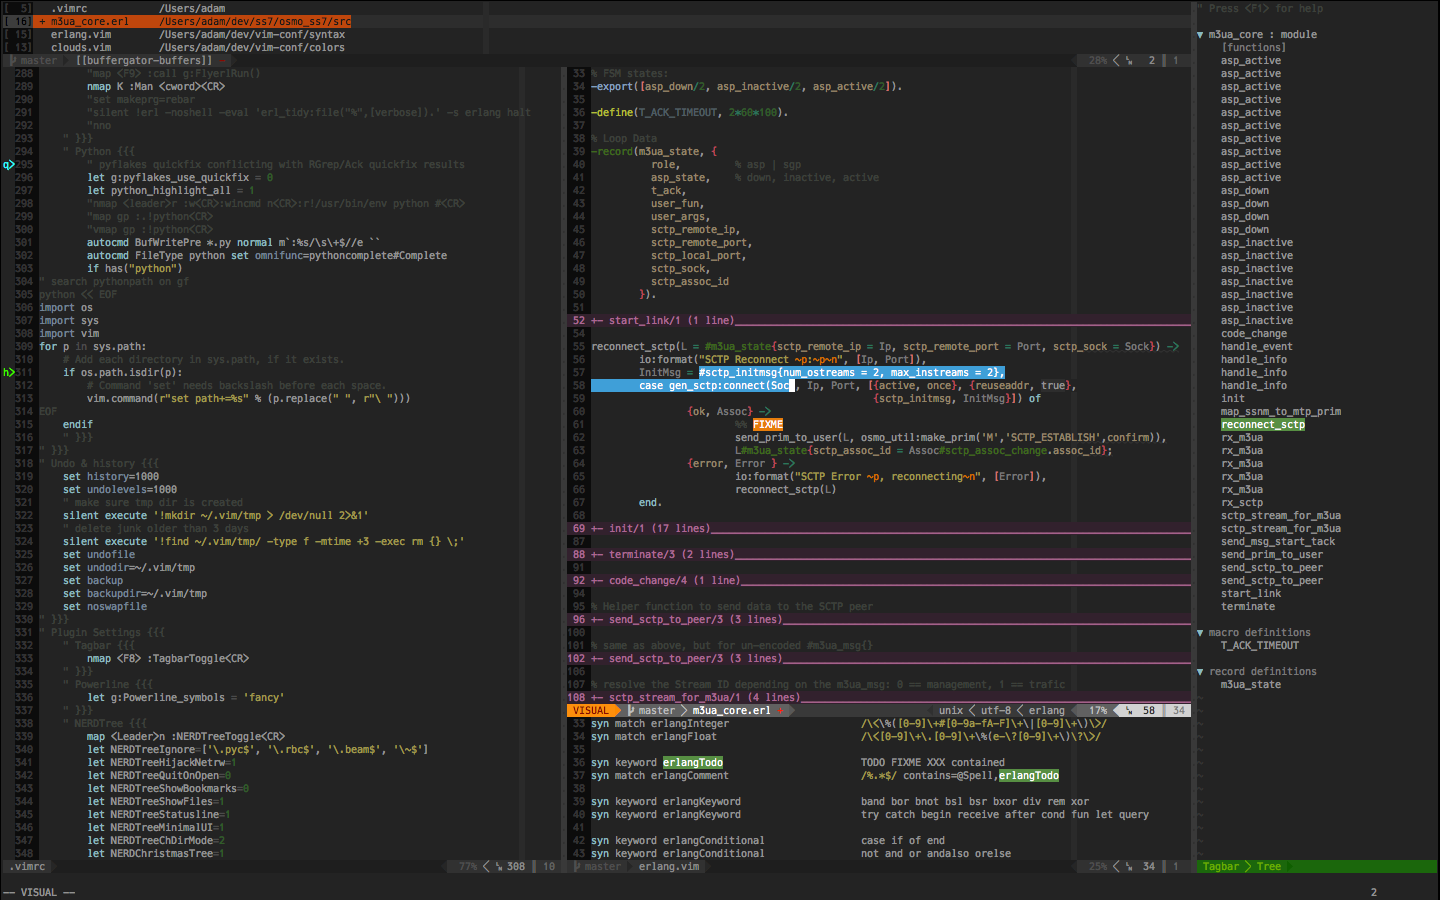 [  5]   .vimrc            /Users/adam
[ 16] + m3ua_core.erl     /Users/adam/dev/ss7/osmo_ss7/src
[ 15]   erlang.vim        /Users/adam/dev/vim-conf/syntax
[ 13]   clouds.vim        /Users/adam/dev/vim-conf/colors
master [[buffergator-buffers]] 28% 2 1
288 "map <F9> :call g:FlyerlRun()
289 nmap K :Man <cword><CR>
290 "set makeprg=rebar
291 "silent !erl -noshell -eval 'erl_tidy:file("%",[verbose]).' -s erlang halt
292 "nno
293 " }}}
294 " Python {{{
q>295 " pyflakes quickfix conflicting with RGrep/Ack quickfix results
296 let g:pyflakes_use_quickfix = 0
297 let python_highlight_all = 1
298 "nmap <leader>r :w<CR>:wincmd n<CR>:r!/usr/bin/env python #<CR>
299 "map gp :.!python<CR>
300 "vmap gp :!python<CR>
301 autocmd BufWritePre *.py normal m`:%s/\s\+$//e ``
302 autocmd FileType python set omnifunc=pythoncomplete#Complete
303 if has("python")
304 " search pythonpath on gf
305 python << EOF
306 import os
307 import sys
308 import vim
309 for p in sys.path:
310 # Add each directory in sys.path, if it exists.
h>311 if os.path.isdir(p):
312 # Command 'set' needs backslash before each space.
313 vim.command(r"set path+=%s" % (p.replace(" ", r"\ ")))
314 EOF
315 endif
316 " }}}
317 " }}}
318 " Undo & history {{{
319 set history=1000
320 set undolevels=1000
321 " make sure tmp dir is created
322 silent execute '!mkdir ~/.vim/tmp > /dev/null 2>&1'
323 " delete junk older than 3 days
324 silent execute '!find ~/.vim/tmp/ -type f -mtime +3 -exec rm {} \;'
325 set undofile
326 set undodir=~/.vim/tmp
327 set backup
328 set backupdir=~/.vim/tmp
329 set noswapfile
330 " }}}
331 " Plugin Settings {{{
332 " Tagbar {{{
333 nmap <F8> :TagbarToggle<CR>
334 " }}}
335 " Powerline {{{
336 let g:Powerline_symbols = 'fancy'
337 " }}}
338 " NERDTree {{{
339 map <Leader>n :NERDTreeToggle<CR>
340 let NERDTreeIgnore=['\.pyc$', '\.rbc$', '\.beam$', '\~$']
341 let NERDTreeHijackNetrw=1
342 let NERDTreeQuitOnOpen=0
343 let NERDTreeShowBookmarks=0
344 let NERDTreeShowFiles=1
345 let NERDTreeStatusline=1
346 let NERDTreeMinimalUI=1
347 let NERDTreeChDirMode=2
348 let NERDChristmasTree=1
.vimrc 77% 308 10
33 % FSM states:
34 -export([asp_down/2, asp_inactive/2, asp_active/2]).
35
36 -define(T_ACK_TIMEOUT, 2*60*100).
37
38 % Loop Data
39 -record(m3ua_state, {
40 role, % asp | sgp
41 asp_state, % down, inactive, active
42 t_ack,
43 user_fun,
44 user_args,
45 sctp_remote_ip,
46 sctp_remote_port,
47 sctp_local_port,
48 sctp_sock,
49 sctp_assoc_id
50 }).
51
52 +- start_link/1 (1 line)
54
55 reconnect_sctp(L = #m3ua_state{sctp_remote_ip = Ip, sctp_remote_port = Port, sctp_sock = Sock}) ->
56 io:format("SCTP Reconnect ~p:~p~n", [Ip, Port]),
57 InitMsg = #sctp_initmsg{num_ostreams = 2, max_instreams = 2},
58 case gen_sctp:connect(Sock, Ip, Port, [{active, once}, {reuseaddr, true},
59 {sctp_initmsg, InitMsg}]) of
60 {ok, Assoc} ->
61 %% FIXME
62 send_prim_to_user(L, osmo_util:make_prim('M','SCTP_ESTABLISH',confirm)),
63 L#m3ua_state{sctp_assoc_id = Assoc#sctp_assoc_change.assoc_id};
64 {error, Error } ->
65 io:format("SCTP Error ~p, reconnecting~n", [Error]),
66 reconnect_sctp(L)
67 end.
68
69 +- init/1 (17 lines)
87
88 +- terminate/3 (2 lines)
91
92 +- code_change/4 (1 line)
94
95 % Helper function to send data to the SCTP peer
96 +- send_sctp_to_peer/3 (3 lines)
100
101 % same as above, but for un-encoded #m3ua_msg{}
102 +- send_sctp_to_peer/3 (3 lines)
106
107 % resolve the Stream ID depending on the m3ua_msg: 0 == management, 1 == trafic
108 +- sctp_stream_for_m3ua/1 (4 lines)
VISUAL master > m3ua_core.erl + unix < utf-8 < erlang 17% 58 34
33 syn match erlangInteger /\<\%([0-9]\+#[0-9a-fA-F]\+\|[0-9]\+\)\>/
34 syn match erlangFloat /\<[0-9]\+\.[0-9]\+\%(e-\?[0-9]\+\)\?\>/
35
36 syn keyword erlangTodo TODO FIXME XXX contained
37 syn match erlangComment /%.*$/ contains=@Spell,erlangTodo
38
39 syn keyword erlangKeyword band bor bnot bsl bsr bxor div rem xor
40 syn keyword erlangKeyword try catch begin receive after cond fun let query
41
42 syn keyword erlangConditional case if of end
43 syn keyword erlangConditional not and or andalso orelse
master erlang.vim 25% 34 1
" Press <F1> for help
▼ m3ua_core : module
[functions]
asp_active
asp_active
asp_active
asp_active
asp_active
asp_active
asp_active
asp_active
asp_active
asp_active
asp_down
asp_down
asp_down
asp_down
asp_inactive
asp_inactive
asp_inactive
asp_inactive
asp_inactive
asp_inactive
asp_inactive
code_change
handle_event
handle_info
handle_info
handle_info
init
map_ssnm_to_mtp_prim
reconnect_sctp
rx_m3ua
rx_m3ua
rx_m3ua
rx_m3ua
rx_m3ua
rx_sctp
sctp_stream_for_m3ua
sctp_stream_for_m3ua
send_msg_start_tack
send_prim_to_user
send_sctp_to_peer
send_sctp_to_peer
start_link
terminate
▼ macro definitions
T_ACK_TIMEOUT
▼ record definitions
m3ua_state
Tagbar > Tree
-- VISUAL -- 2